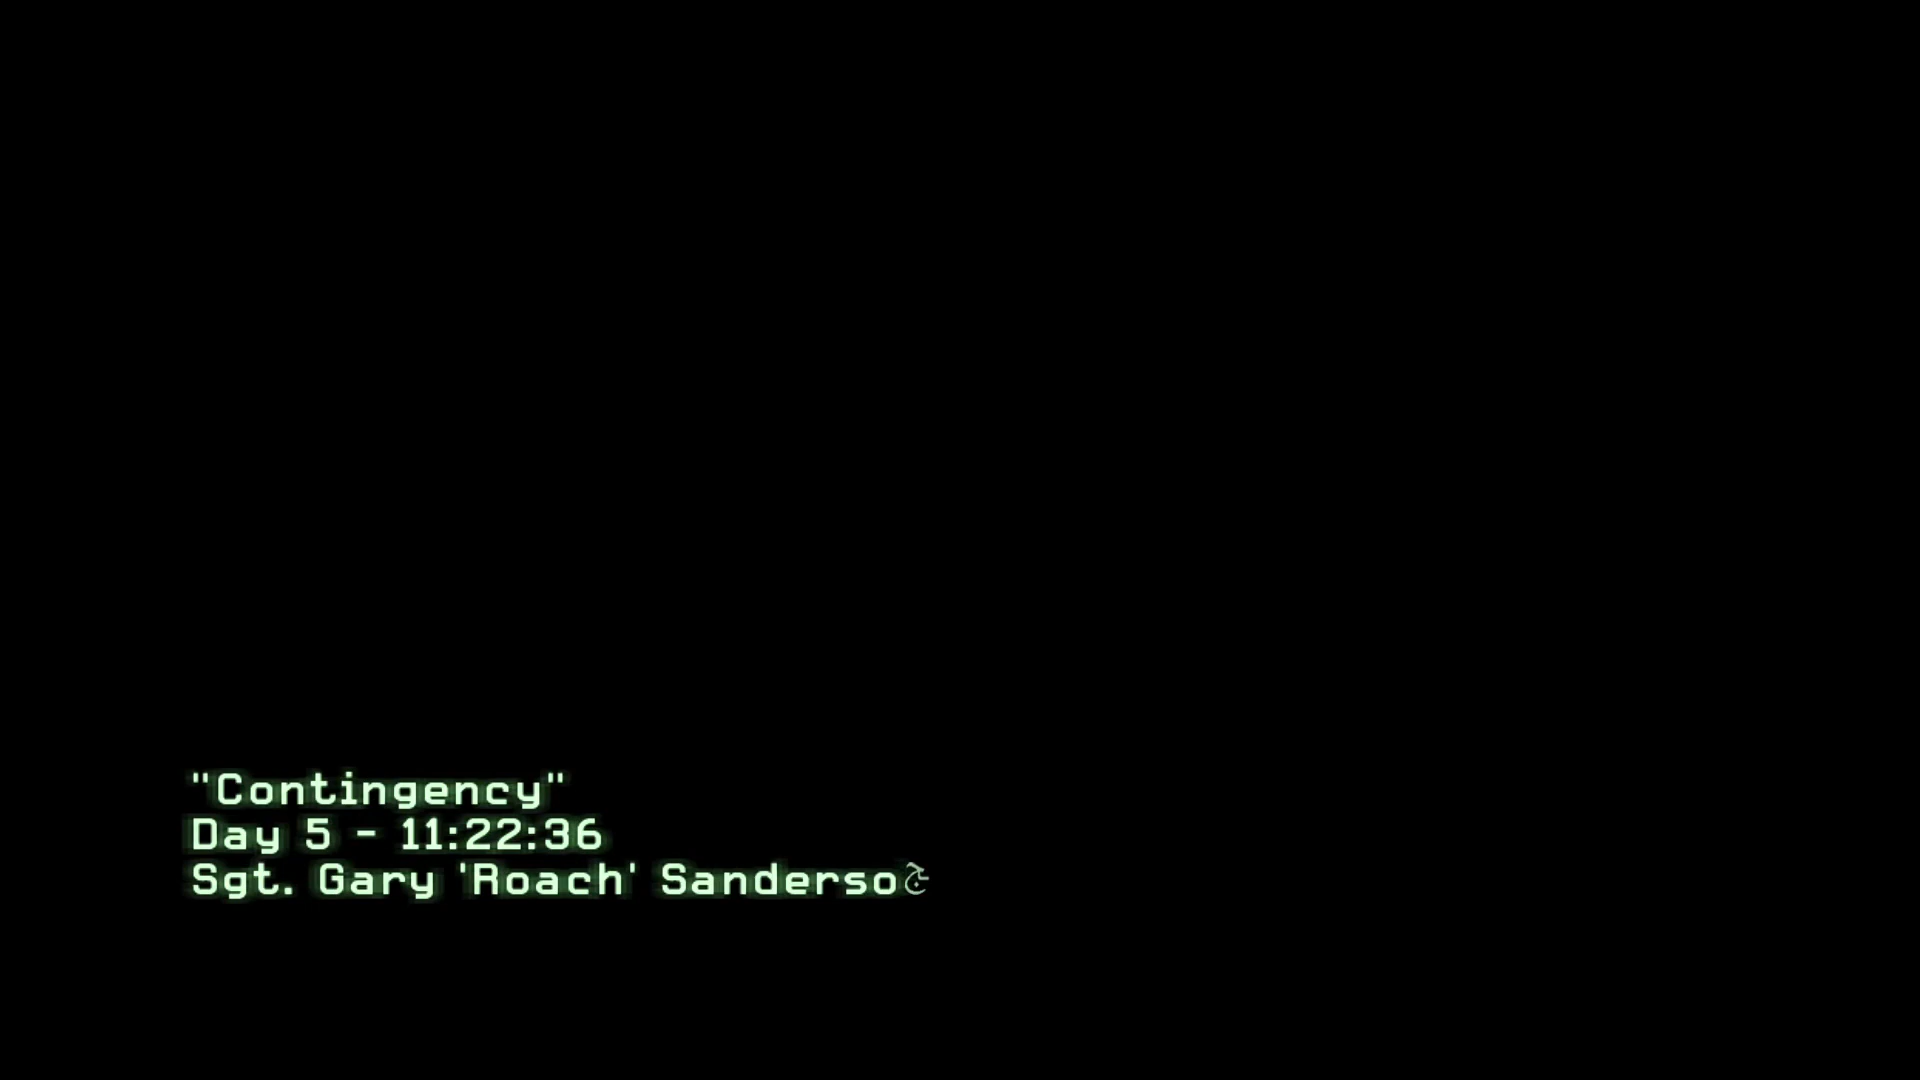 "Contingency"
Day 5 - 11:22:36
Sgt. Gary 'Roach' Sanderso